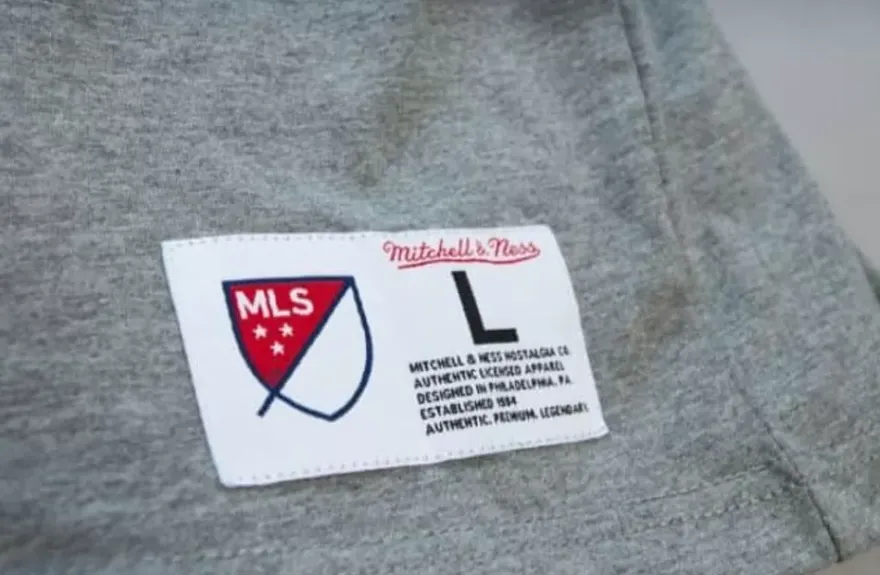 Mitchell & Ness
MLS
L
MITCHELL & NESS NOSTALGIA CO.
AUTHENTIC LICENSED APPAREL
DESIGNED IN PHILADELPHIA, PA
ESTABLISHED 1904
AUTHENTIC. PREMIUM. LEGENDARY.